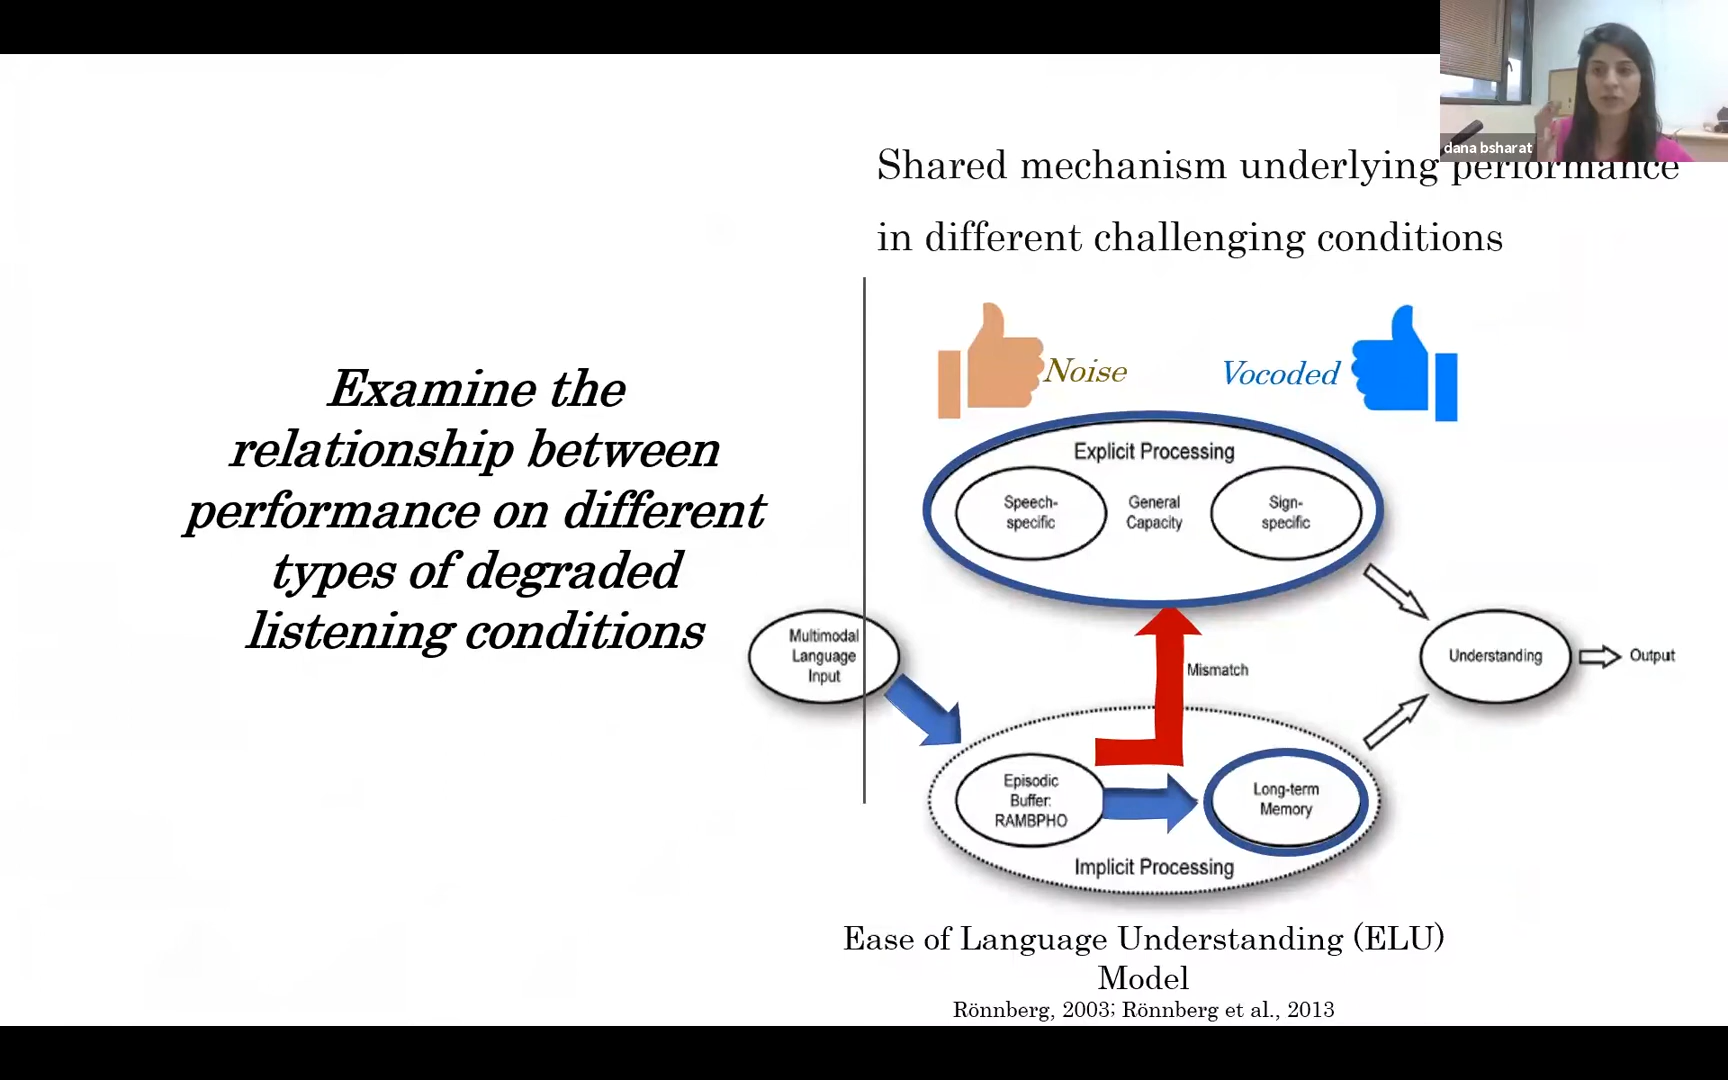 dana bsharat
Shared mechanism underlying performance
in different challenging conditions
Examine the
relationship between
performance on different
types of degraded
listening conditions
Noise
Vocoded
Explicit Processing
Speech-
specific
General
Capacity
Sign-
specific
Multimodal
Language
Input
Mismatch
Understanding
Output
Episodic
Buffer:
RAMBPHO
Long-term
Memory
Implicit Processing
Ease of Language Understanding (ELU)
Model
Rönnberg, 2003; Rönnberg et al., 2013